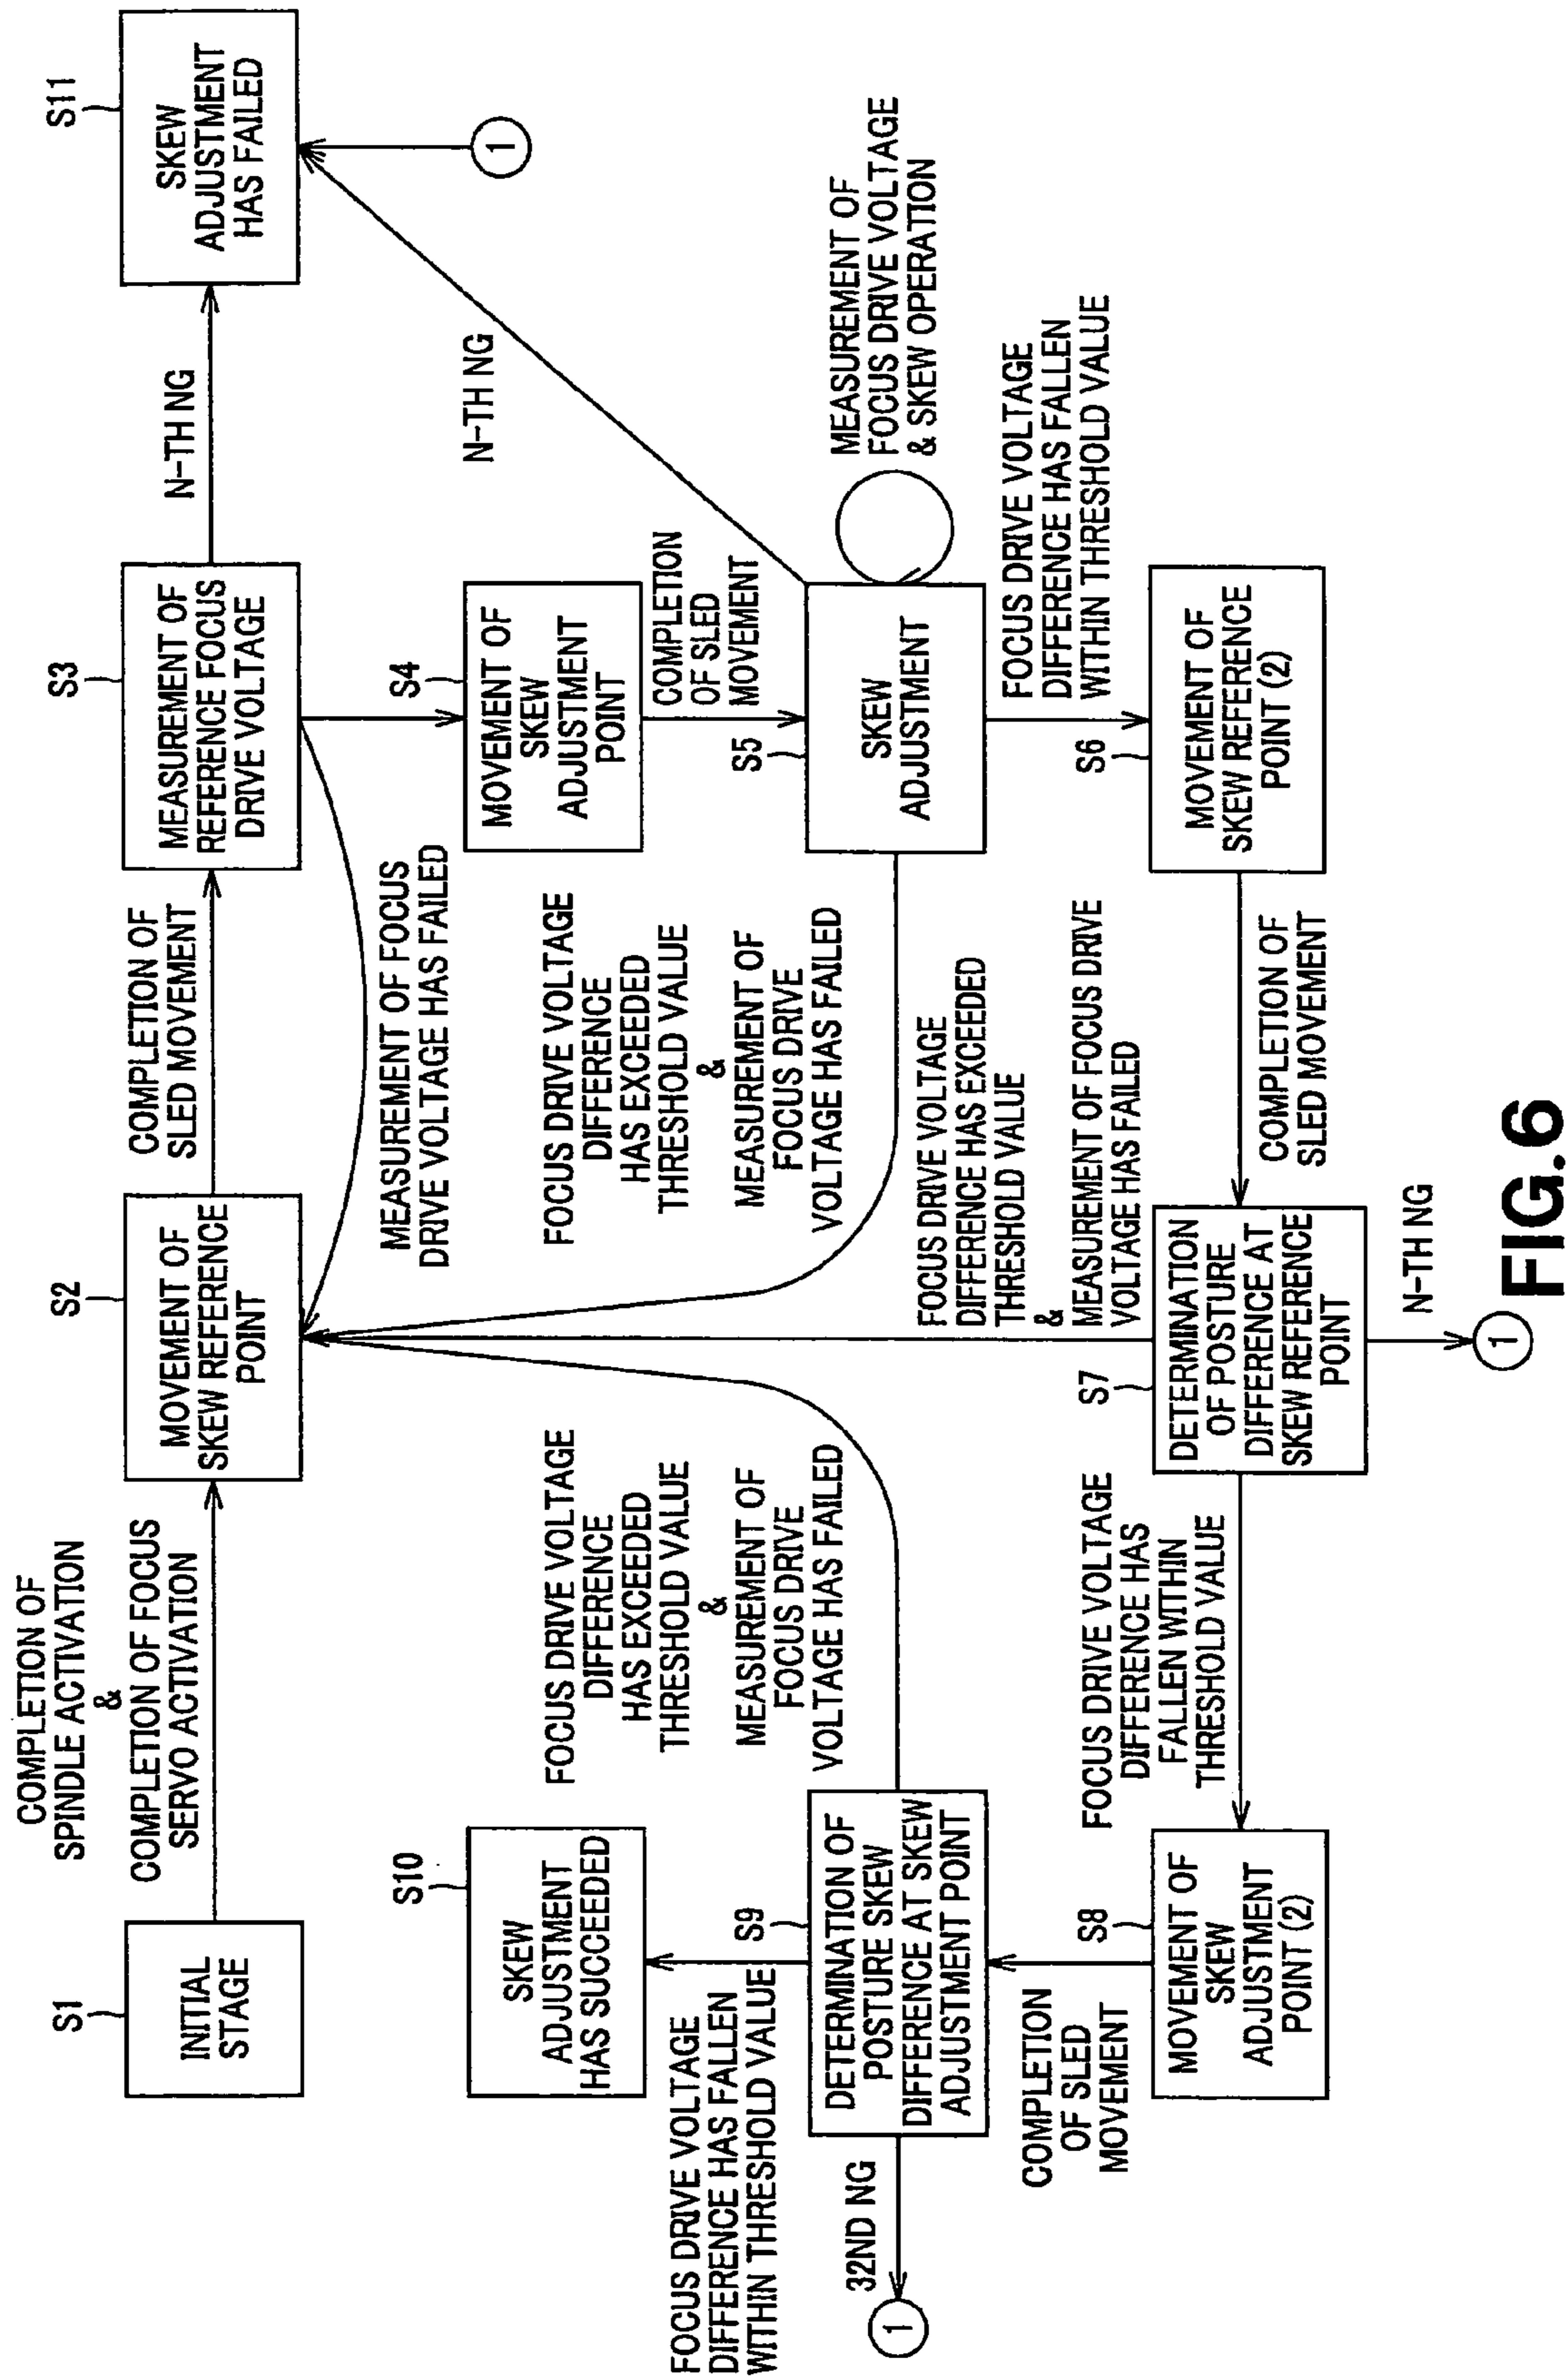 COMPLETION OF
SPINDLE ACTIVATION
&
COMPLETION OF FOCUS
SERVO ACTIVATION
S1
INITIAL
STAGE
S2
MOVEMENT OF
SKEW REFERENCE
POINT
COMPLETION OF
SLED MOVEMENT
S3
MEASUREMENT OF
REFERENCE FOCUS
DRIVE VOLTAGE
N-TH NG
S11
SKEW
ADJUSTMENT
HAS FAILED
1
MEASUREMENT OF FOCUS
DRIVE VOLTAGE HAS FAILED
S4
MOVEMENT OF
SKEW
ADJUSTMENT
POINT
N-TH NG
COMPLETION
OF SLED
MOVEMENT
S5
SKEW
ADJUSTMENT
MEASUREMENT OF
FOCUS DRIVE VOLTAGE
& SKEW OPERATION
FOCUS DRIVE VOLTAGE
DIFFERENCE
HAS EXCEEDED
THRESHOLD VALUE
&
MEASUREMENT OF
FOCUS DRIVE
VOLTAGE HAS FAILED
FOCUS DRIVE VOLTAGE
DIFFERENCE HAS FALLEN
WITHIN THRESHOLD VALUE
S6
MOVEMENT OF
SKEW REFERENCE
POINT (2)
COMPLETION OF
SLED MOVEMENT
FOCUS DRIVE VOLTAGE
DIFFERENCE HAS EXCEEDED
THRESHOLD VALUE
&
MEASUREMENT OF FOCUS DRIVE
VOLTAGE HAS FAILED
S7
DETERMINATION
OF POSTURE
DIFFERENCE AT
SKEW REFERENCE
POINT
N-TH NG
1
FOCUS DRIVE VOLTAGE
DIFFERENCE HAS
FALLEN WITHIN
THRESHOLD VALUE
S8
MOVEMENT OF
SKEW
ADJUSTMENT
POINT (2)
COMPLETION
OF SLED
MOVEMENT
S9
DETERMINATION OF
POSTURE SKEW
DIFFERENCE AT SKEW
ADJUSTMENT POINT
FOCUS DRIVE VOLTAGE
DIFFERENCE
HAS EXCEEDED
THRESHOLD VALUE
&
MEASUREMENT OF
FOCUS DRIVE
VOLTAGE HAS FAILED
32ND NG
1
FOCUS DRIVE VOLTAGE
DIFFERENCE HAS FALLEN
WITHIN THRESHOLD VALUE
S10
SKEW
ADJUSTMENT
HAS SUCCEEDED
FIG.6